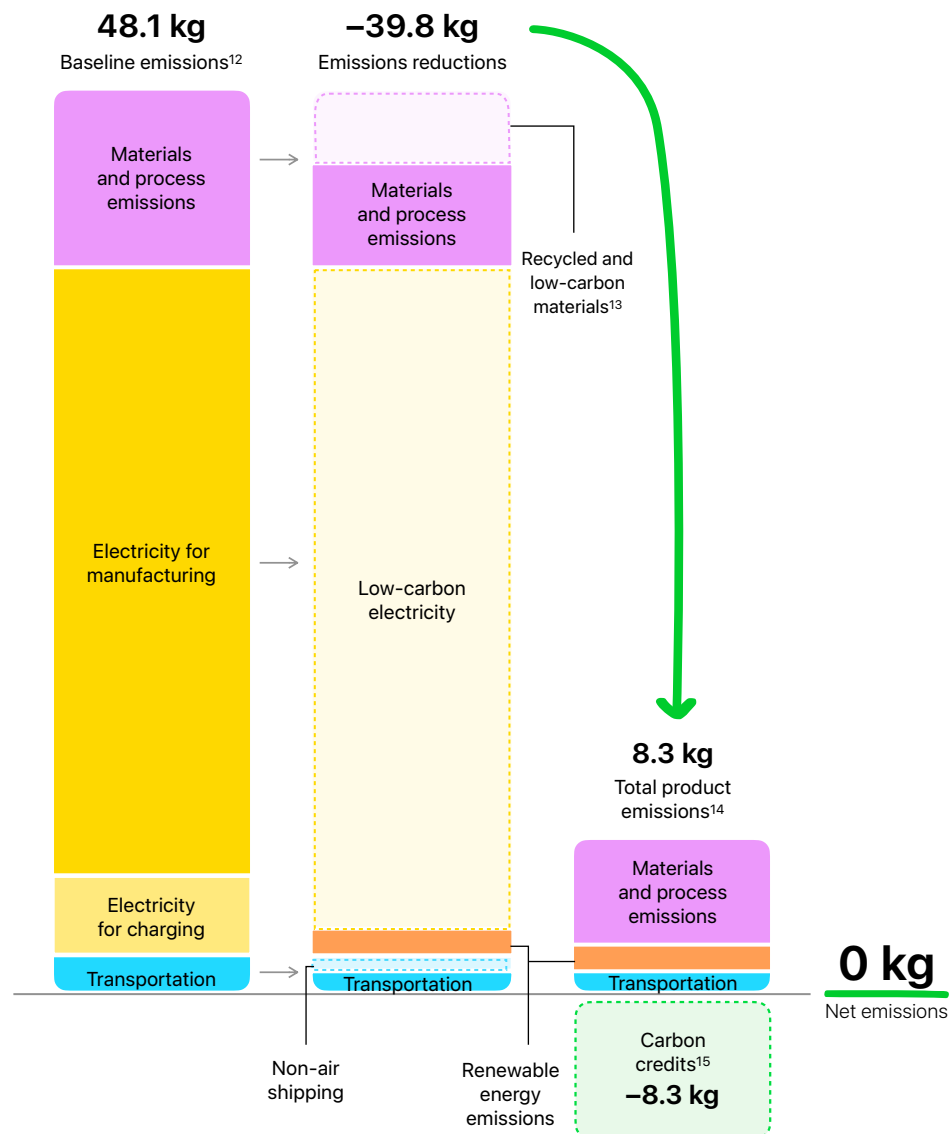 48.1 kg
Baseline emissions¹²
–39.8 kg
Emissions reductions
Materials
and process
emissions
Materials
and process
emissions
Recycled and
low-carbon
materials¹³
Electricity for
manufacturing
Low-carbon
electricity
8.3 kg
Total product
emissions¹⁴
Materials
and process
emissions
Electricity
for charging
Transportation
Transportation
Transportation
0 kg
Net emissions
Carbon
credits¹⁵
–8.3 kg
Non-air
shipping
Renewable
energy
emissions